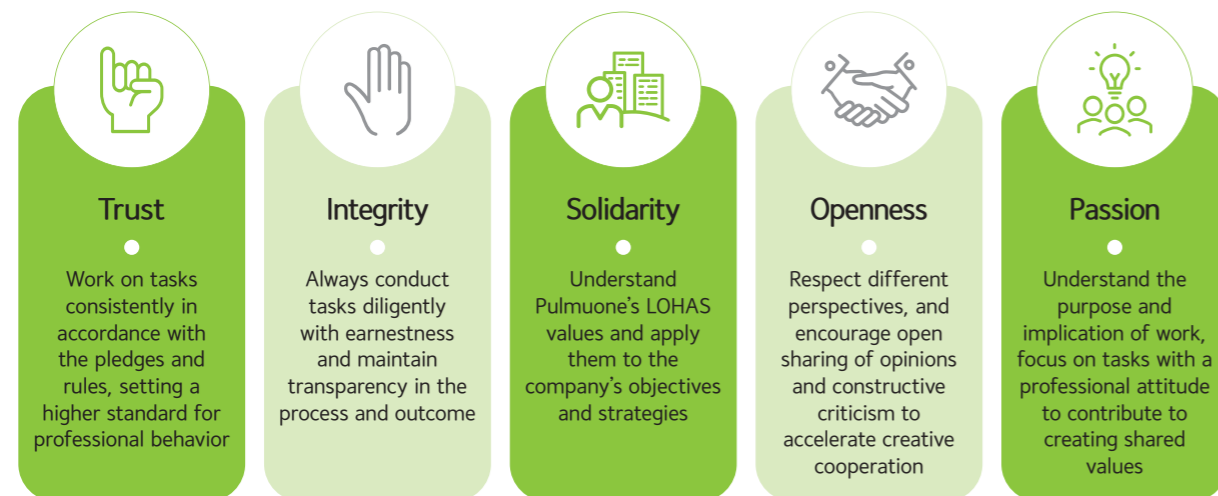 Trust
Work on tasks
consistently in
accordance with
the pledges and
rules, setting a
higher standard for
professional behavior
Integrity
Always conduct
tasks diligently
with earnestness
and maintain
transparency in the
process and outcome
Solidarity
Understand
Pulmuone's LOHAS
values and apply
them to the
company's objectives
and strategies
Openness
Respect different
perspectives, and
encourage open
sharing of opinions
and constructive
criticism to
accelerate creative
cooperation
Passion
Understand the
purpose and
implication of work,
focus on tasks with a
professional attitude
to contribute to
creating shared
values